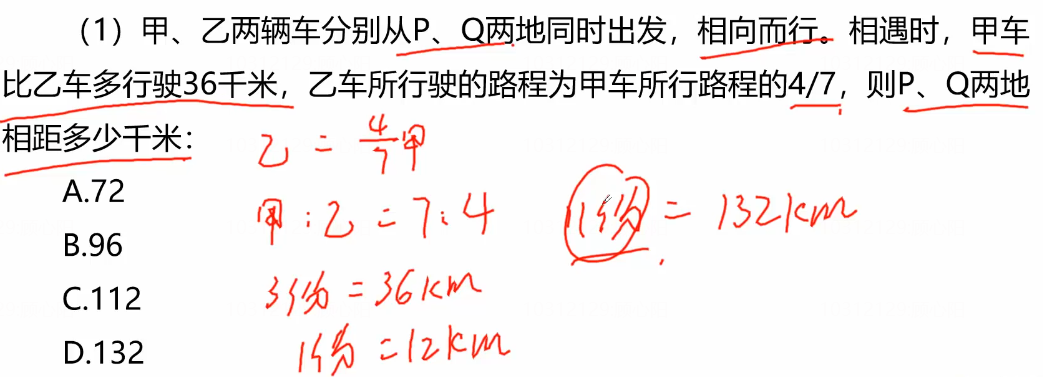 （1）甲、乙两辆车分别从P、Q两地同时出发，相向而行。相遇时，甲车
比乙车多行驶36千米，乙车所行驶的路程为甲车所行路程的4/7，则P、Q两地
相距多少千米：
乙 = 4/7 甲
A.72
甲：乙 = 7：4
11份 = 132km
B.96
C.112
3份 = 36km
D.132
1份 = 12km